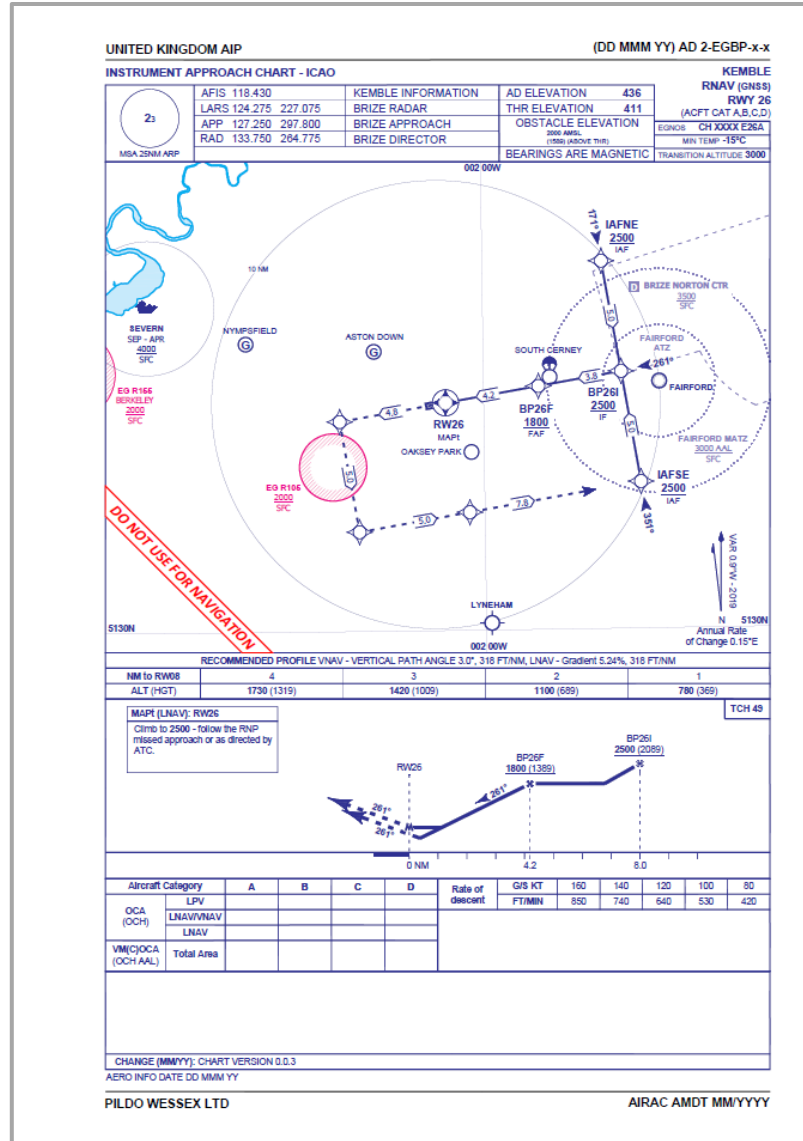 UNITED KINGDOM AIP
(DD MMM YY) AD 2-EGBP-x-x
INSTRUMENT APPROACH CHART - ICAO
KEMBLE
RNAV (GNSS)
RWY 26
(ACFT CAT A,B,C,D)
23
MSA 25NM ARP
AFIS 118.430 KEMBLE INFORMATION
LARS 124.275 227.075 BRIZE RADAR
APP 127.250 297.800 BRIZE APPROACH
RAD 133.750 264.775 BRIZE DIRECTOR
AD ELEVATION 436
THR ELEVATION 411
OBSTACLE ELEVATION
2000 AMSL
(1589) (ABOVE THR)
BEARINGS ARE MAGNETIC
EGNOS CH XXXX E26A
MIN TEMP -15°C
TRANSITION ALTITUDE 3000
002 00W
171°
IAFNE
2500
IAF
10 NM
5.0
D BRIZE NORTON CTR
3500
SFC
SEVERN
SEP - APR
4000
SFC
NYMPSFIELD
G
ASTON DOWN
G
SOUTH CERNEY
FAIRFORD
ATZ
261°
FAIRFORD
EG R155
BERKELEY
2000
SFC
4.8
4.2
3.8
RW26
MAPt
BP26F
1800
FAF
BP26I
2500
IF
OAKSEY PARK
5.0
FAIRFORD MATZ
3000 AAL
SFC
EG R105
2000
SFC
5.0
IAFSE
2500
IAF
5.0
7.8
351°
DO NOT USE FOR NAVIGATION
VAR 0.9°W - 2019
N
Annual Rate
of Change 0.15°E
LYNEHAM
5130N
5130N
002 00W
RECOMMENDED PROFILE VNAV - VERTICAL PATH ANGLE 3.0°, 318 FT/NM, LNAV - Gradient 5.24%, 318 FT/NM
NM to RW08 4 3 2 1
ALT (HGT) 1730 (1319) 1420 (1009) 1100 (689) 780 (369)
MAPt (LNAV): RW26
Climb to 2500 - follow the RNP
missed approach or as directed by
ATC.
TCH 49
RW26
BP26F
1800 (1389)
BP26I
2500 (2089)
261°
261°
261°
M
0 NM 4.2 8.0
Aircraft Category A B C D
OCA
(OCH)
LPV
LNAV/VNAV
LNAV
VM(C)OCA
(OCH AAL)
Total Area
Rate of
descent
G/S KT 160 140 120 100 80
FT/MIN 850 740 640 530 420
CHANGE (MM/YY): CHART VERSION 0.0.3
AERO INFO DATE DD MMM YY
PILDO WESSEX LTD
AIRAC AMDT MM/YYYY